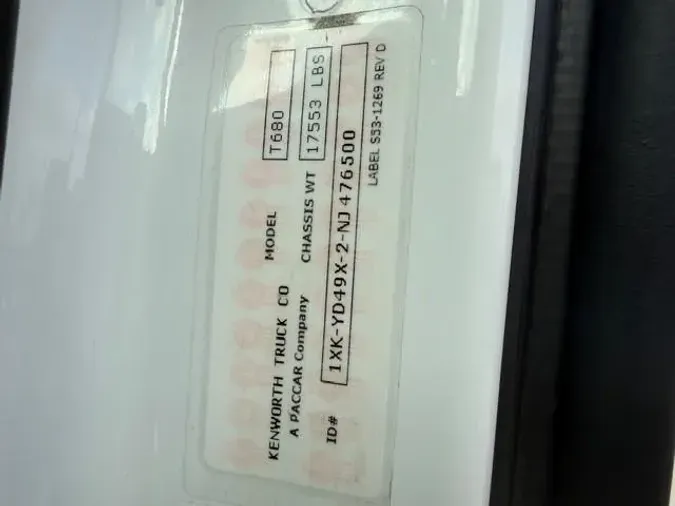 KENWORTH TRUCK CO MODEL T680
A PACCAR Company CHASSIS WT 17553 LBS
ID# 1XK-YD49X-2-NJ476500
LABEL S53-1269 REV D